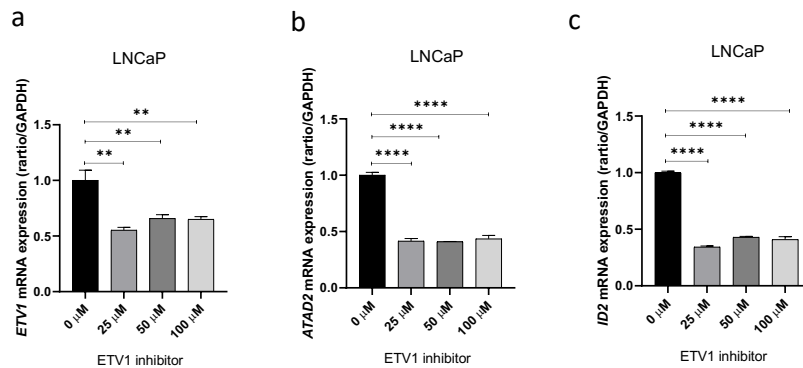 a
LNCaP
**
**
**
ETV1 mRNA expression (rartio/GAPDH)
1.5
1.0
0.5
0.0
0 μM
25 μM
50 μM
100 μM
ETV1 inhibitor
b
LNCaP
****
****
****
ATAD2 mRNA expression (rartio/GAPDH)
1.5
1.0
0.5
0.0
0 μM
25 μM
50 μM
100 μM
ETV1 inhibitor
c
LNCaP
****
****
****
ID2 mRNA expression (rartio/GAPDH)
1.5
1.0
0.5
0.0
0 μM
25 μM
50 μM
100 μM
ETV1 inhibitor